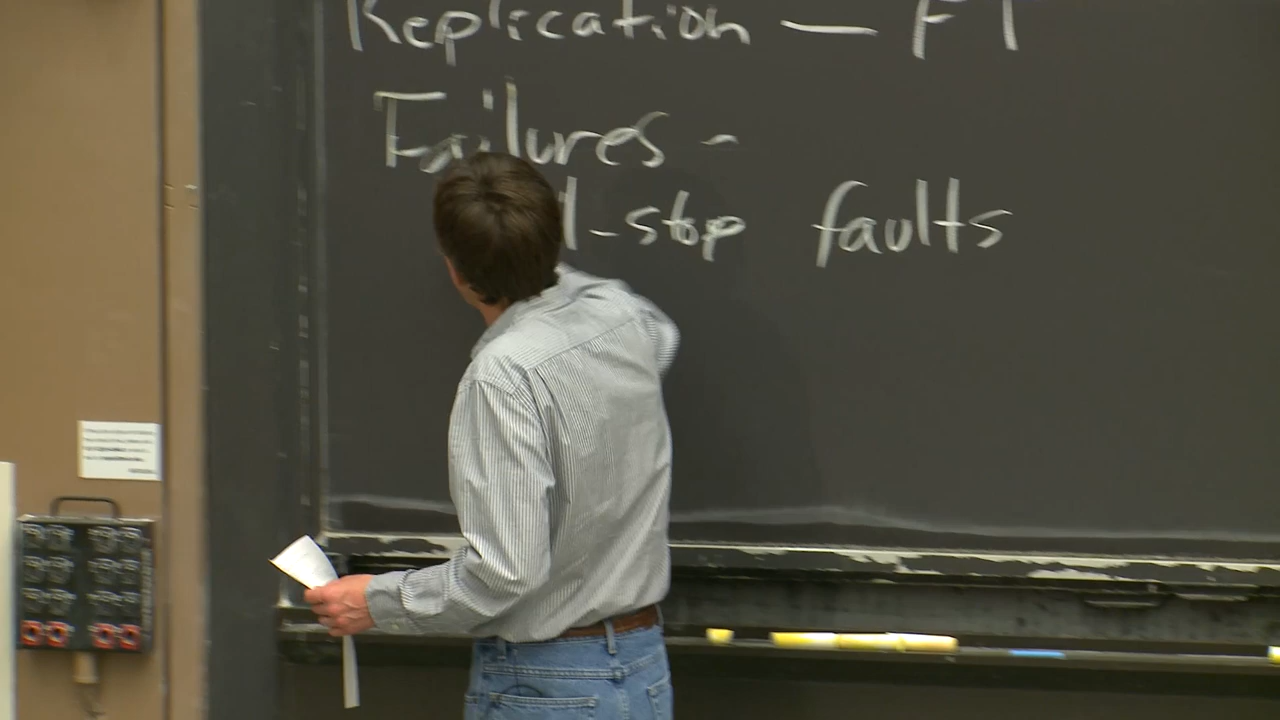 Replication — FT
Failures -
-stop faults